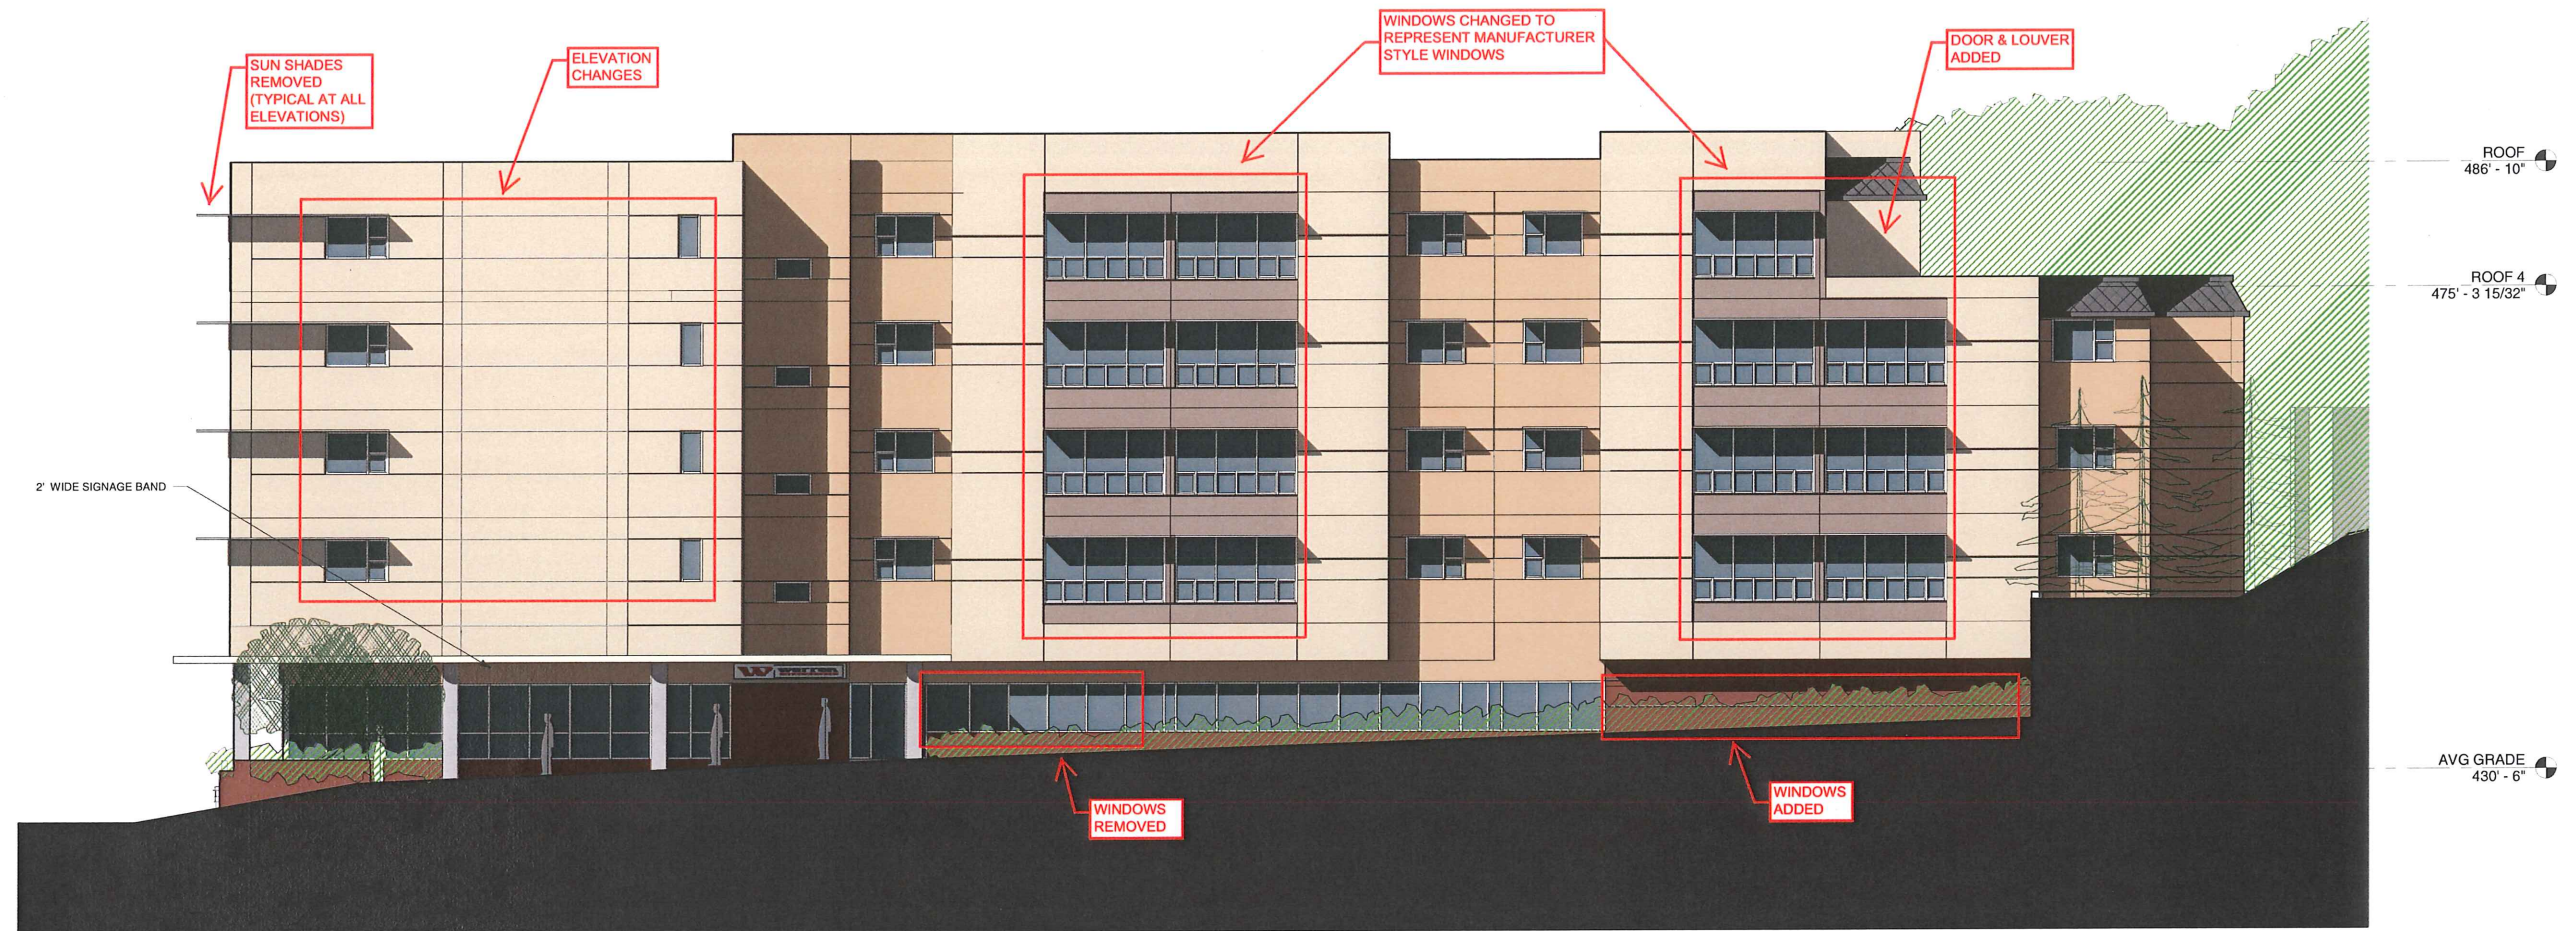 SUN SHADES
REMOVED
(TYPICAL AT ALL
ELEVATIONS)
ELEVATION
CHANGES
WINDOWS CHANGED TO
REPRESENT MANUFACTURER
STYLE WINDOWS
DOOR & LOUVER
ADDED
ROOF
486' - 10"
ROOF 4
475' - 3 15/32"
2' WIDE SIGNAGE BAND
W
AVG GRADE
430' - 6"
WINDOWS
REMOVED
WINDOWS
ADDED